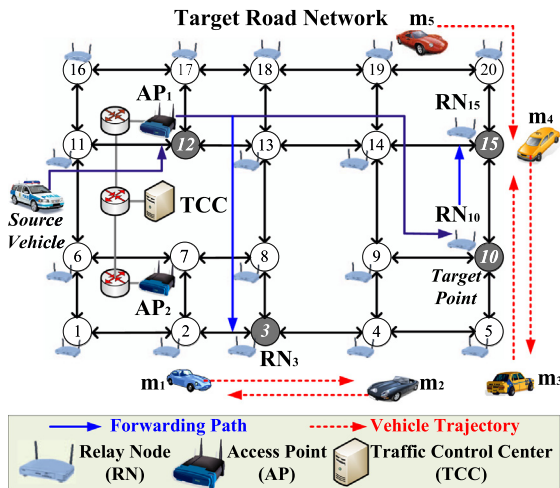 Target Road Network
m5
16
17
18
19
20
AP1
RN15
m4
11
12
13
14
15
Source
Vehicle
TCC
RN10
6
7
8
9
10
AP2
Target
Point
1
2
3
4
5
RN3
m1
m2
m3
Forwarding Path
Vehicle Trajectory
Relay Node
(RN)
Access Point
(AP)
Traffic Control Center
(TCC)